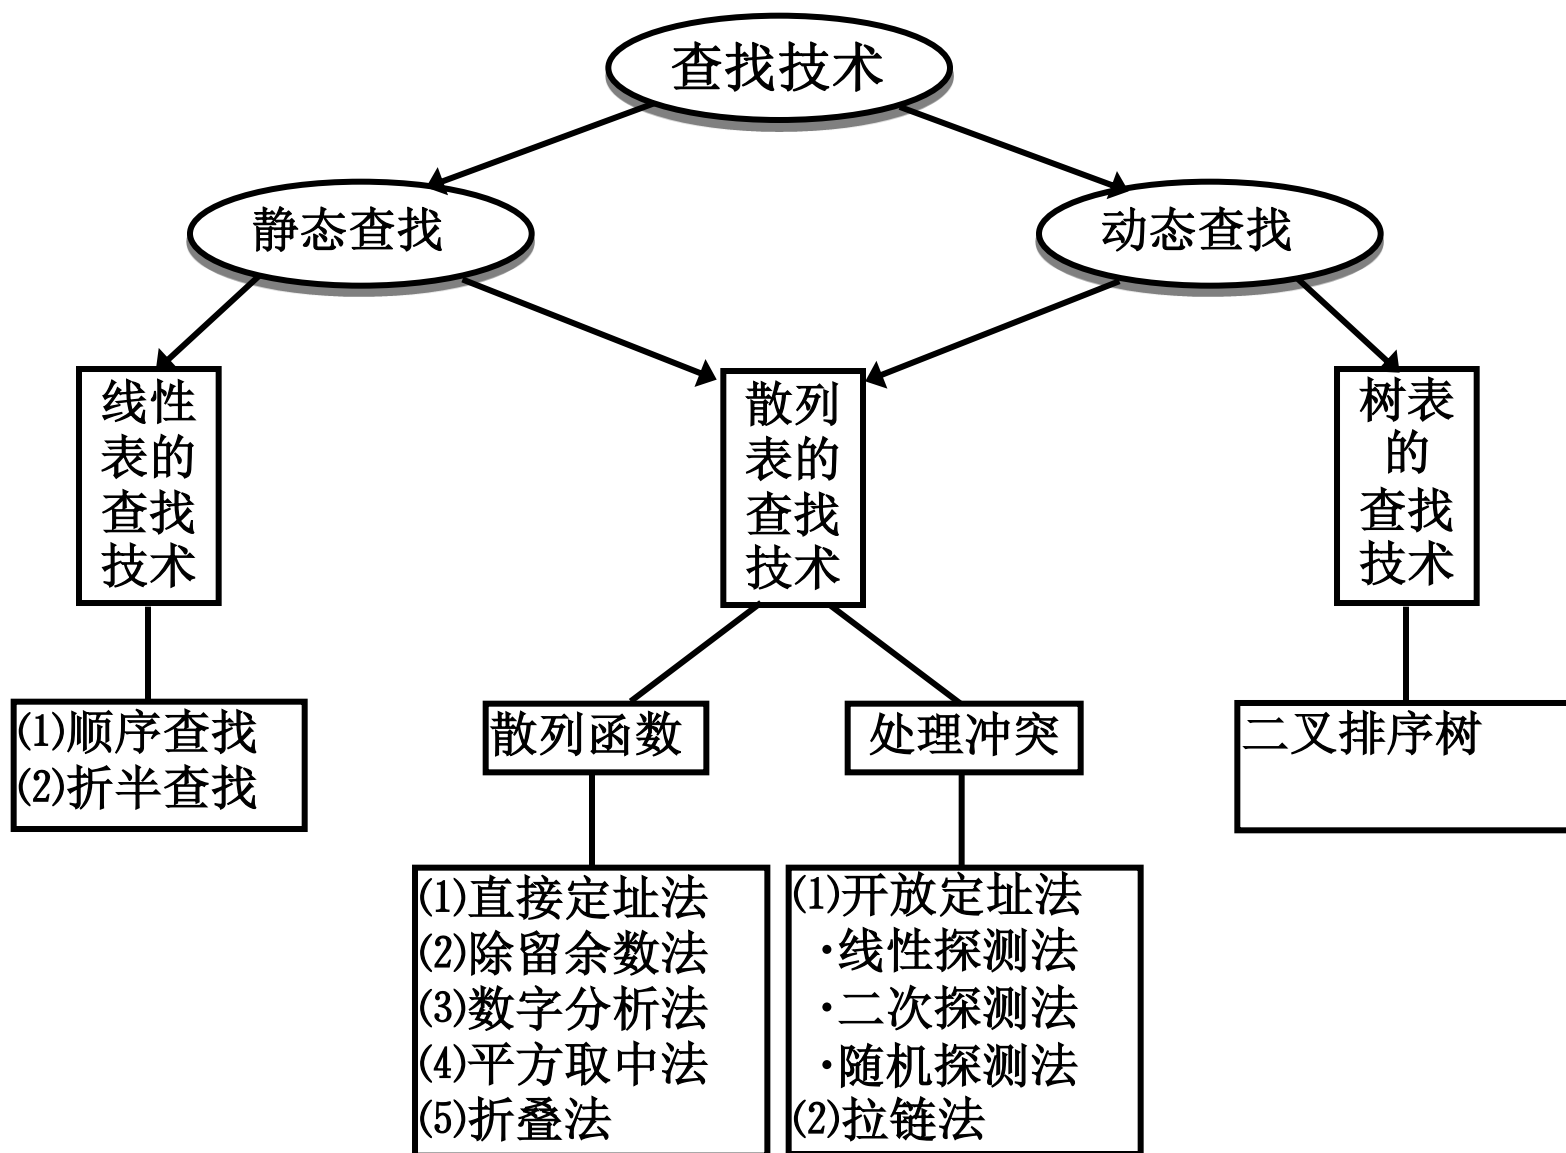 查找技术
静态查找
动态查找
线性
表的
查找
技术
散列
表的
查找
技术
树表
的
查找
技术
⑴顺序查找
⑵折半查找
散列函数
处理冲突
二叉排序树
⑴直接定址法
⑵除留余数法
⑶数字分析法
⑷平方取中法
⑸折叠法
⑴开放定址法
·线性探测法
·二次探测法
·随机探测法
⑵拉链法